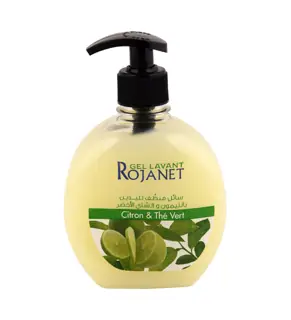 GEL LAVANT
ROJANET
سائل منظف لليدين
بالليمون و الشاي الأخضر
Citron & Thé Vert